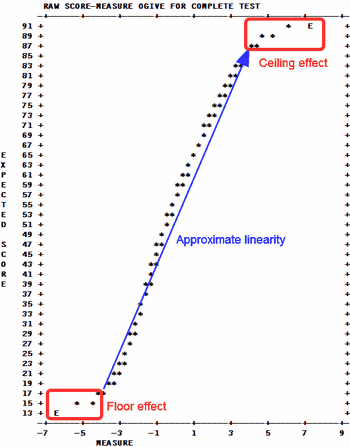 RAW SCORE-MEASURE OGIVE FOR COMPLETE TEST
91 E
89
87
Ceiling effect
85
83
81
79
77
75
73
71
69
67
E 65
X 63
P 61
E 59
C 57
T 55
E 53
D 51
49
S 47
Approximate linearity
C 45
O 43
R 41
E 39
37
35
33
31
29
27
25
23
21
19
17
15
Floor effect
13 E
-7 -5 -3 -1 1 3 5 7 9
MEASURE